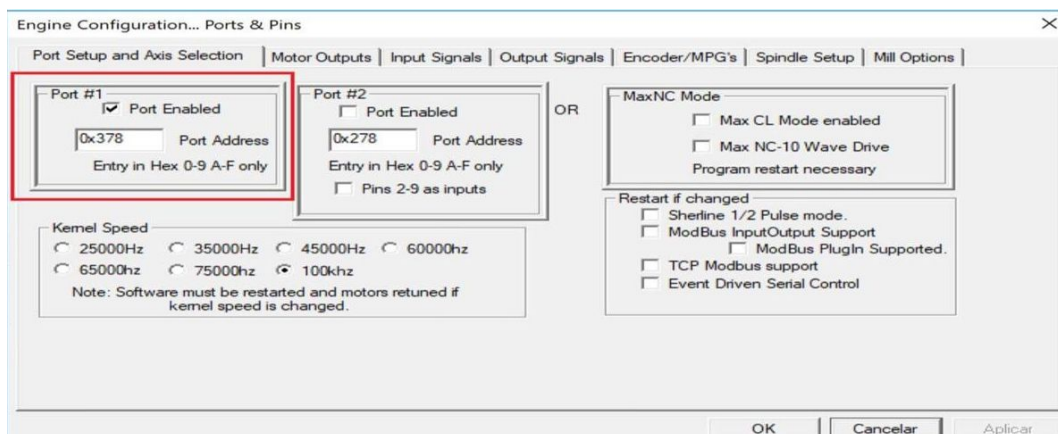 Engine Configuration... Ports & Pins
Port Setup and Axis Selection
Motor Outputs
Input Signals
Output Signals
Encoder/MPG's
Spindle Setup
Mill Options
Port #1
Port Enabled
0x378 Port Address
Entry in Hex 0-9 A-F only
Port #2
Port Enabled
0x278 Port Address
Entry in Hex 0-9 A-F only
Pins 2-9 as inputs
OR
MaxNC Mode
Max CL Mode enabled
Max NC-10 Wave Drive
Program restart necessary
Restart if changed
Sherline 1/2 Pulse mode.
ModBus InputOutput Support
ModBus PlugIn Supported.
TCP Modbus support
Event Driven Serial Control
Kernel Speed
25000Hz 35000Hz 45000Hz 60000hz
65000hz 75000hz 100khz
Note: Software must be restarted and motors retuned if
kernel speed is changed.
OK Cancelar Aplicar